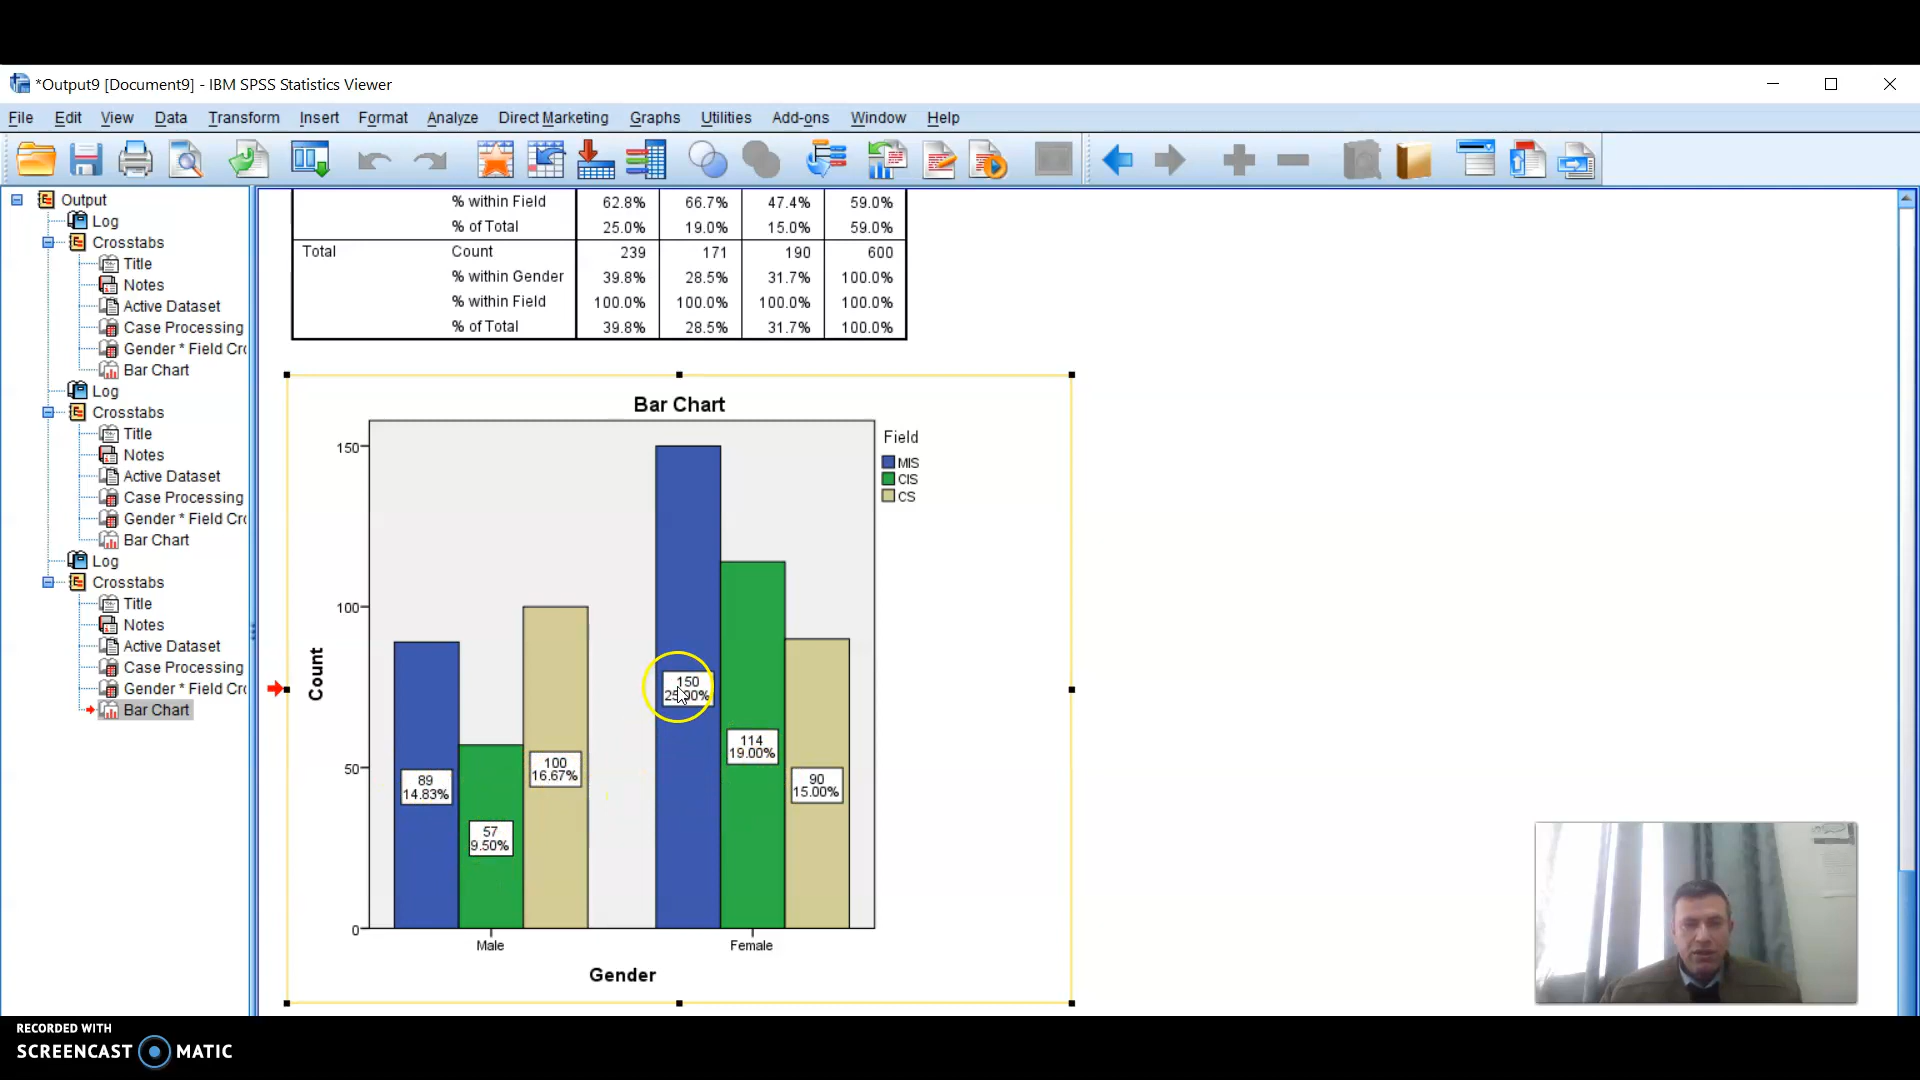 *Output9 [Document9] - IBM SPSS Statistics Viewer
File Edit View Data Transform Insert Format Analyze Direct Marketing Graphs Utilities Add-ons Window Help
Output
Log
Crosstabs
Title
Notes
Active Dataset
Case Processing
Gender * Field Cr
Bar Chart
Log
Crosstabs
Title
Notes
Active Dataset
Case Processing
Gender * Field Cr
Bar Chart
Log
Crosstabs
Title
Notes
Active Dataset
Case Processing
Gender * Field Cr
Bar Chart
% within Field 62.8% 66.7% 47.4% 59.0%
% of Total 25.0% 19.0% 15.0% 59.0%
Total Count 239 171 190 600
% within Gender 39.8% 28.5% 31.7% 100.0%
% within Field 100.0% 100.0% 100.0% 100.0%
% of Total 39.8% 28.5% 31.7% 100.0%
Bar Chart
Field
MIS
CIS
CS
150
100
50
0
Count
89
14.83%
57
9.50%
100
16.67%
150
25.00%
114
19.00%
90
15.00%
Male Female
Gender
RECORDED WITH
SCREENCAST MATIC